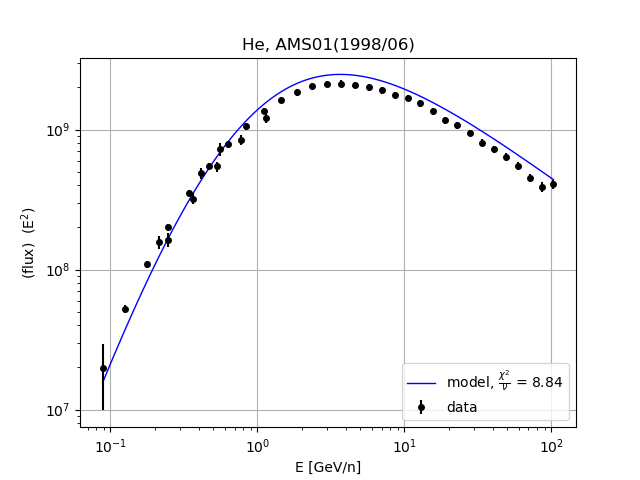 He, AMS01(1998/06)
(flux) (E²)
10⁹
10⁸
10⁷
10⁻¹ 10⁰ 10¹ 10²
E [GeV/n]
model, χ²/ν = 8.84
data